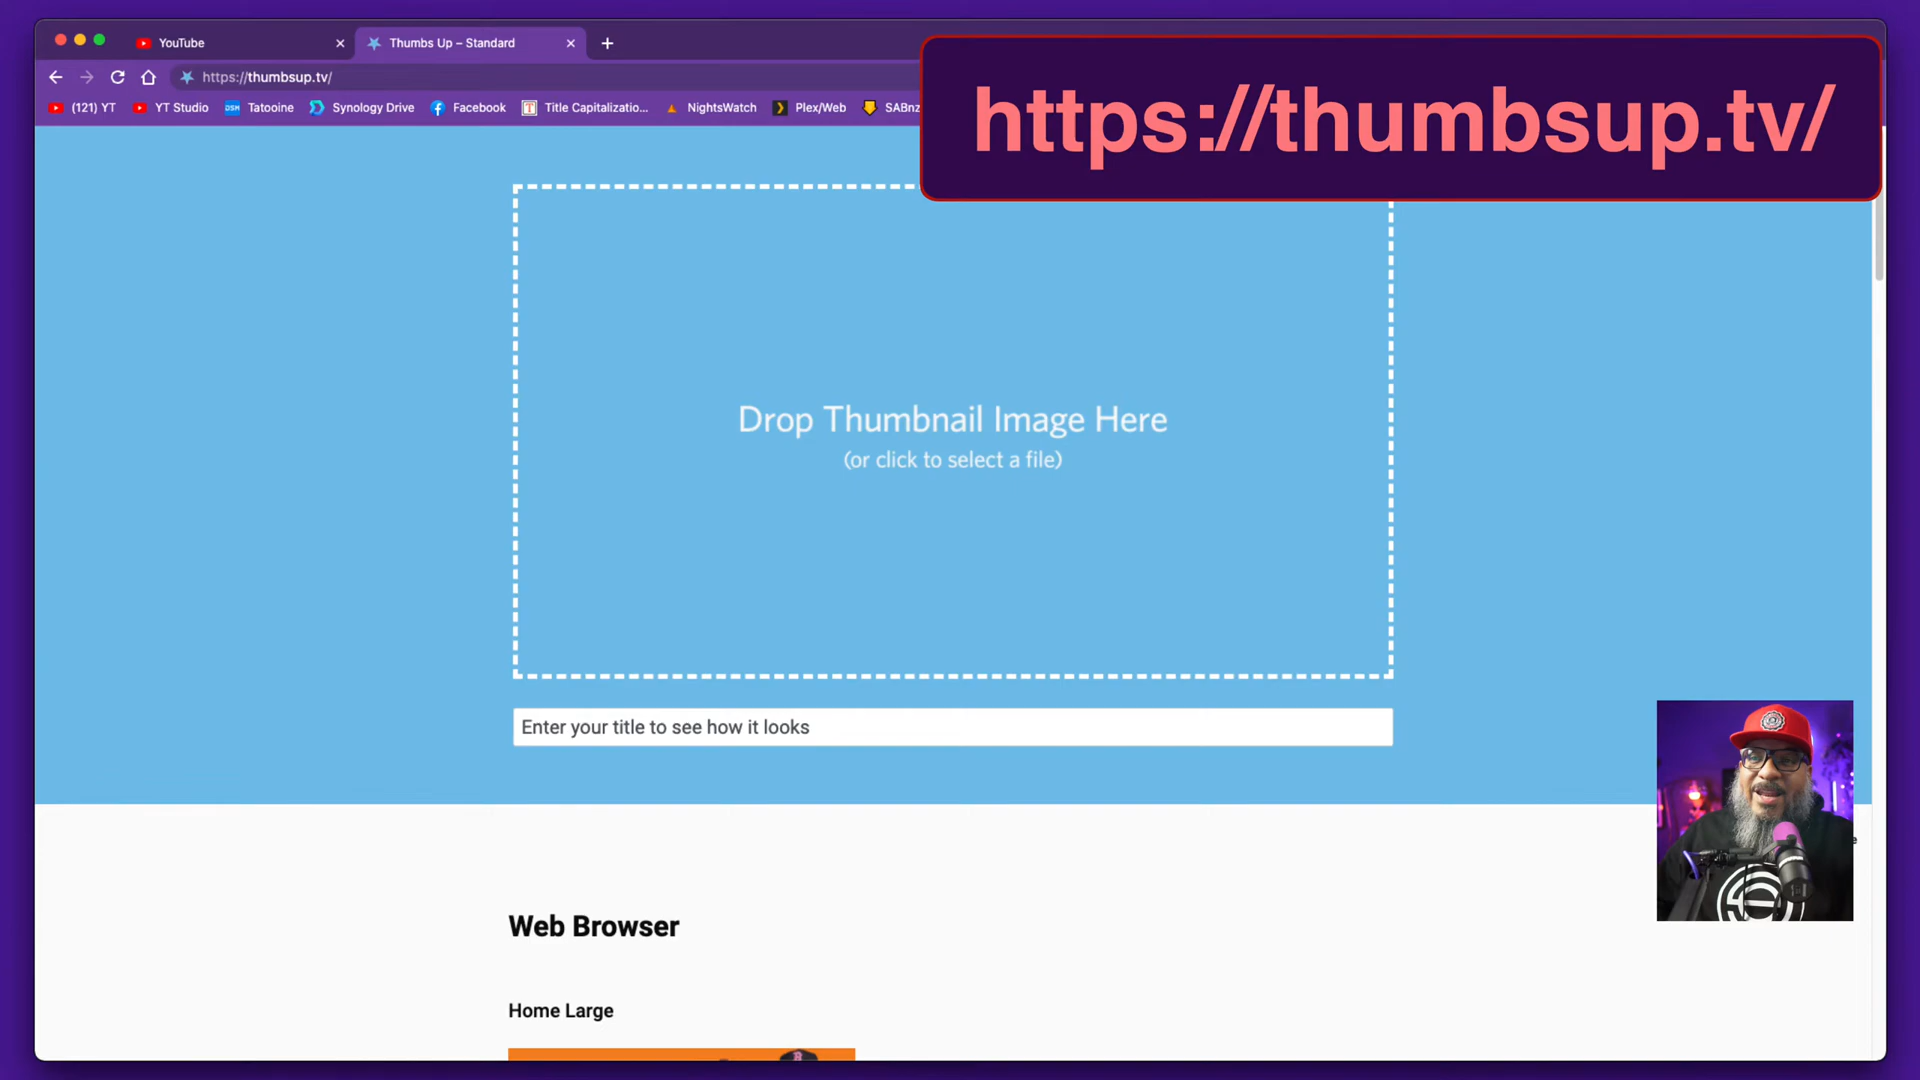 YouTube
Thumbs Up – Standard
https://thumbsup.tv/
(121) YT
YT Studio
DSM
Tatooine
Synology Drive
Facebook
T
Title Capitalizatio...
NightsWatch
Plex/Web
SABnz
https://thumbsup.tv/
Drop Thumbnail Image Here
(or click to select a file)
Enter your title to see how it looks
Web Browser
Home Large